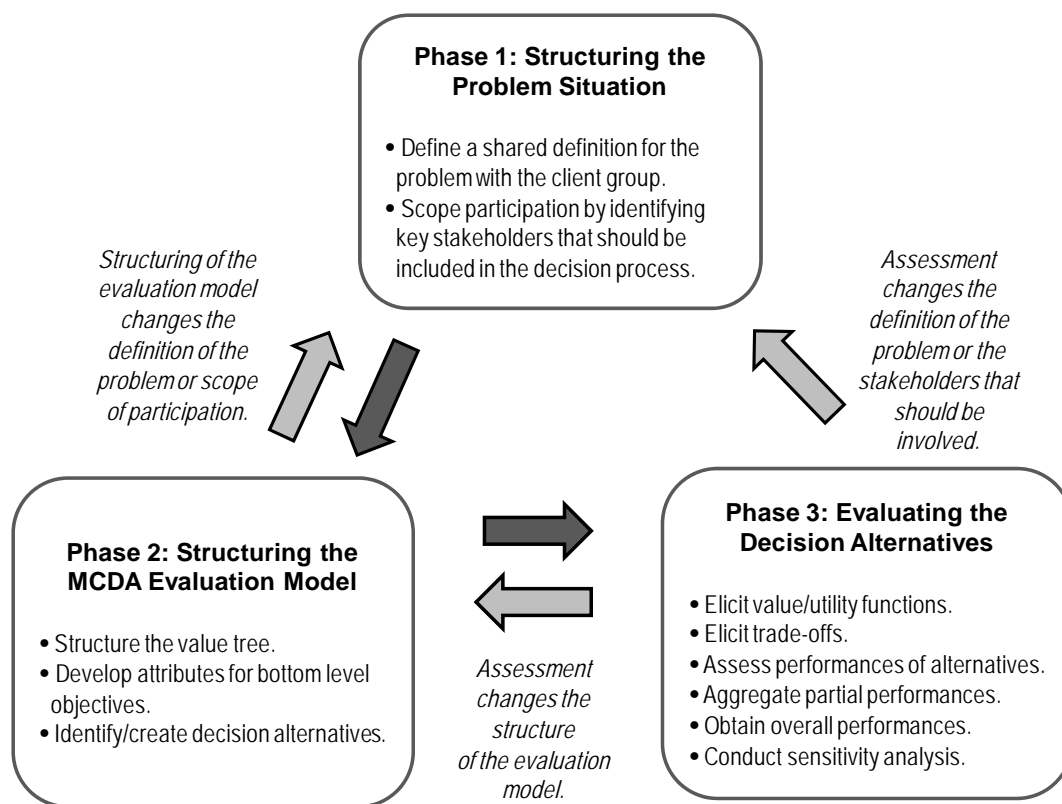 Phase 1: Structuring the
Problem Situation
• Define a shared definition for the
problem with the client group.
• Scope participation by identifying
key stakeholders that should be
included in the decision process.
Structuring of the
evaluation model
changes the
definition of the
problem or scope
of participation.
Assessment
changes the
definition of the
problem or the
stakeholders that
should be
involved.
Phase 2: Structuring the
MCDA Evaluation Model
• Structure the value tree.
• Develop attributes for bottom level
objectives.
• Identify/create decision alternatives.
Assessment
changes the
structure
of the evaluation
model.
Phase 3: Evaluating the
Decision Alternatives
• Elicit value/utility functions.
• Elicit trade-offs.
• Assess performances of alternatives.
• Aggregate partial performances.
• Obtain overall performances.
• Conduct sensitivity analysis.